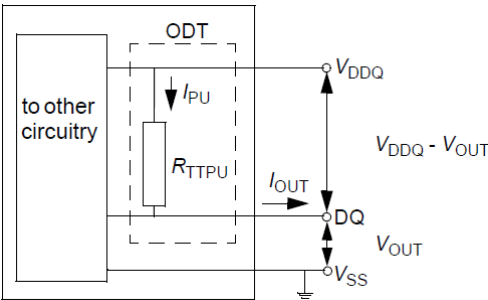 ODT
V_DDQ
I_PU
to other
circuitry
V_DDQ - V_OUT
R_TTPU
I_OUT
DQ
V_OUT
V_SS